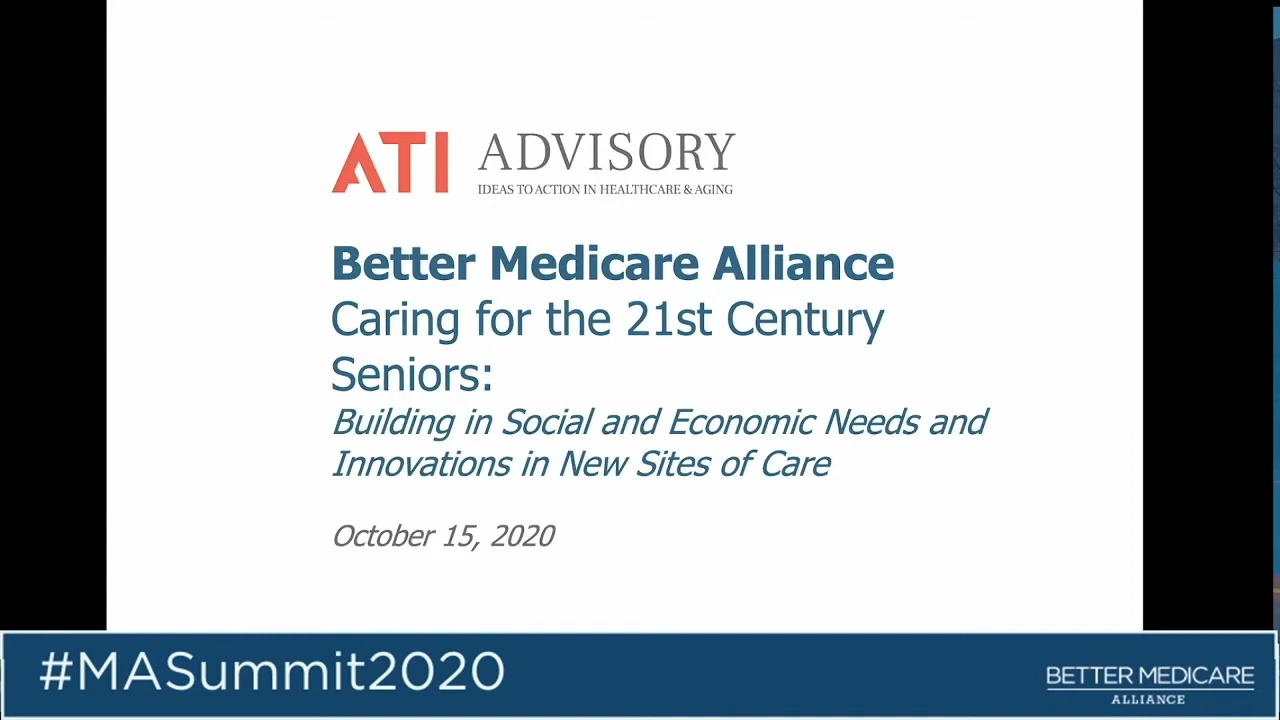 ATI ADVISORY
IDEAS TO ACTION IN HEALTHCARE & AGING
Better Medicare Alliance
Caring for the 21st Century
Seniors:
Building in Social and Economic Needs and
Innovations in New Sites of Care
October 15, 2020
#MASummit2020
BETTER MEDICARE
ALLIANCE